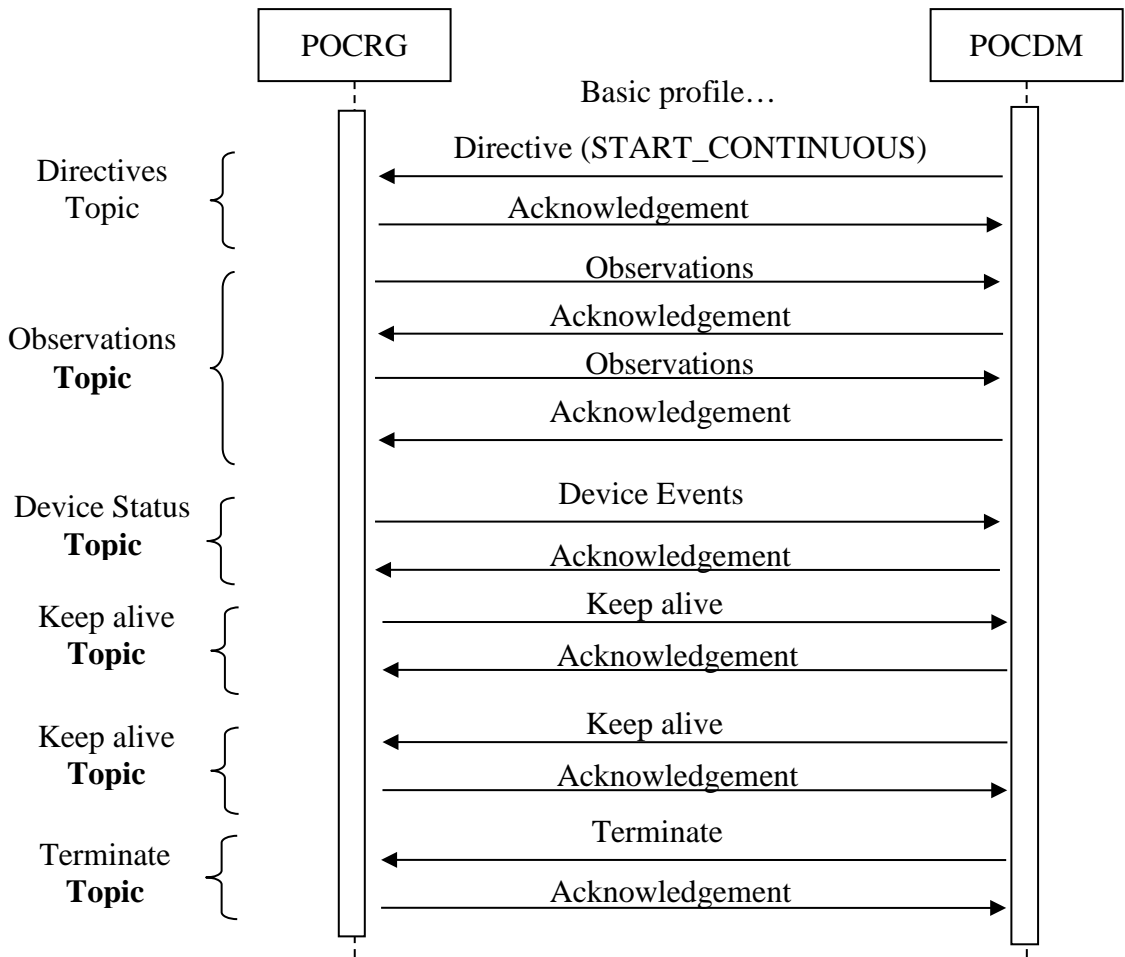 POCRG
POCDM
Basic profile…
Directive (START_CONTINUOUS)
Directives
Topic
Acknowledgement
Observations
Acknowledgement
Observations
Topic
Observations
Acknowledgement
Device Events
Device Status
Topic
Acknowledgement
Keep alive
Keep alive
Topic
Acknowledgement
Keep alive
Keep alive
Topic
Acknowledgement
Terminate
Terminate
Topic
Acknowledgement